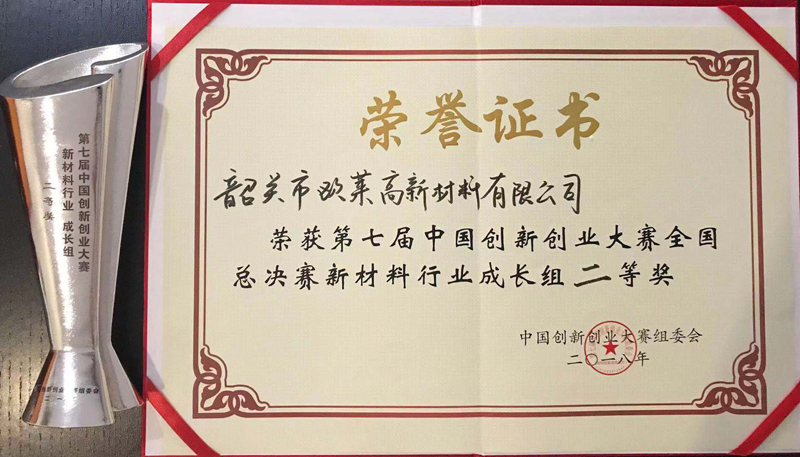 第七届中国创新创业大赛
新材料行业 成长组
二等奖
荣誉证书
韶关市欧莱高新材料有限公司
荣获第七届中国创新创业大赛全国
总决赛新材料行业成长组二等奖
中国创新创业大赛组委会
二〇一八年